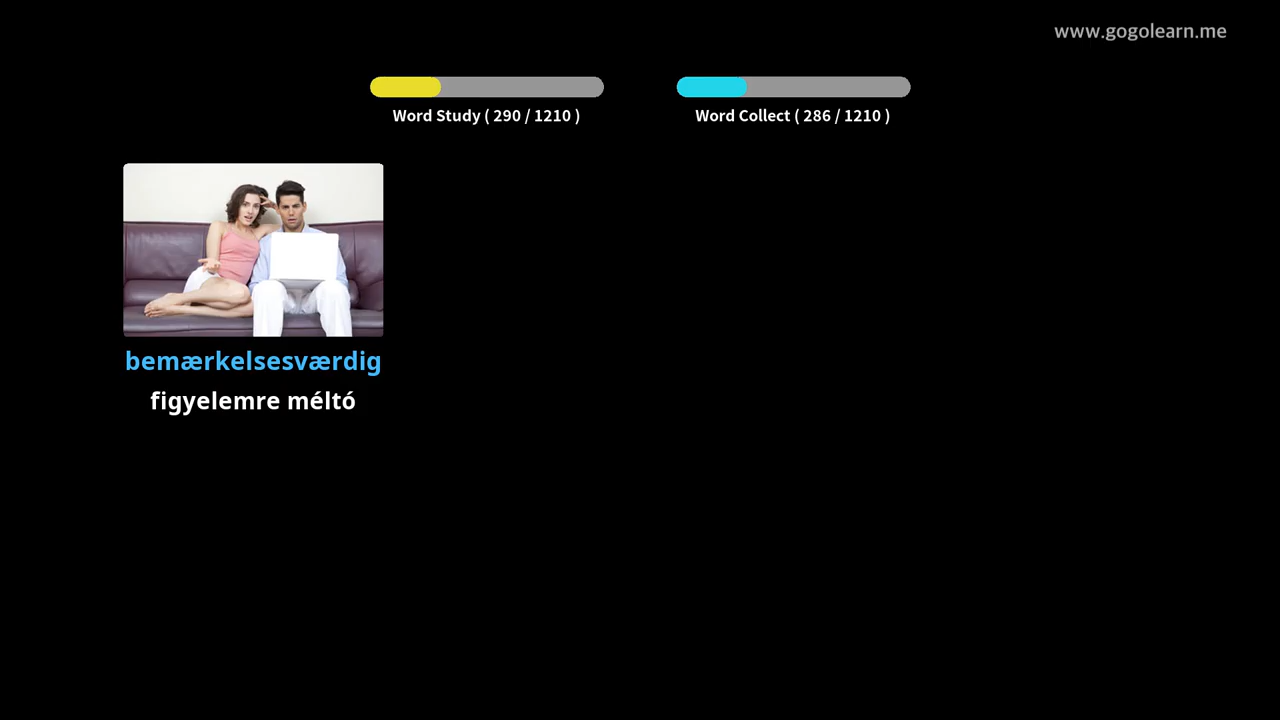 www.gogolearn.me
Word Study ( 290 / 1210 )
Word Collect ( 286 / 1210 )
bemærkelsesværdig
figyelemre méltó